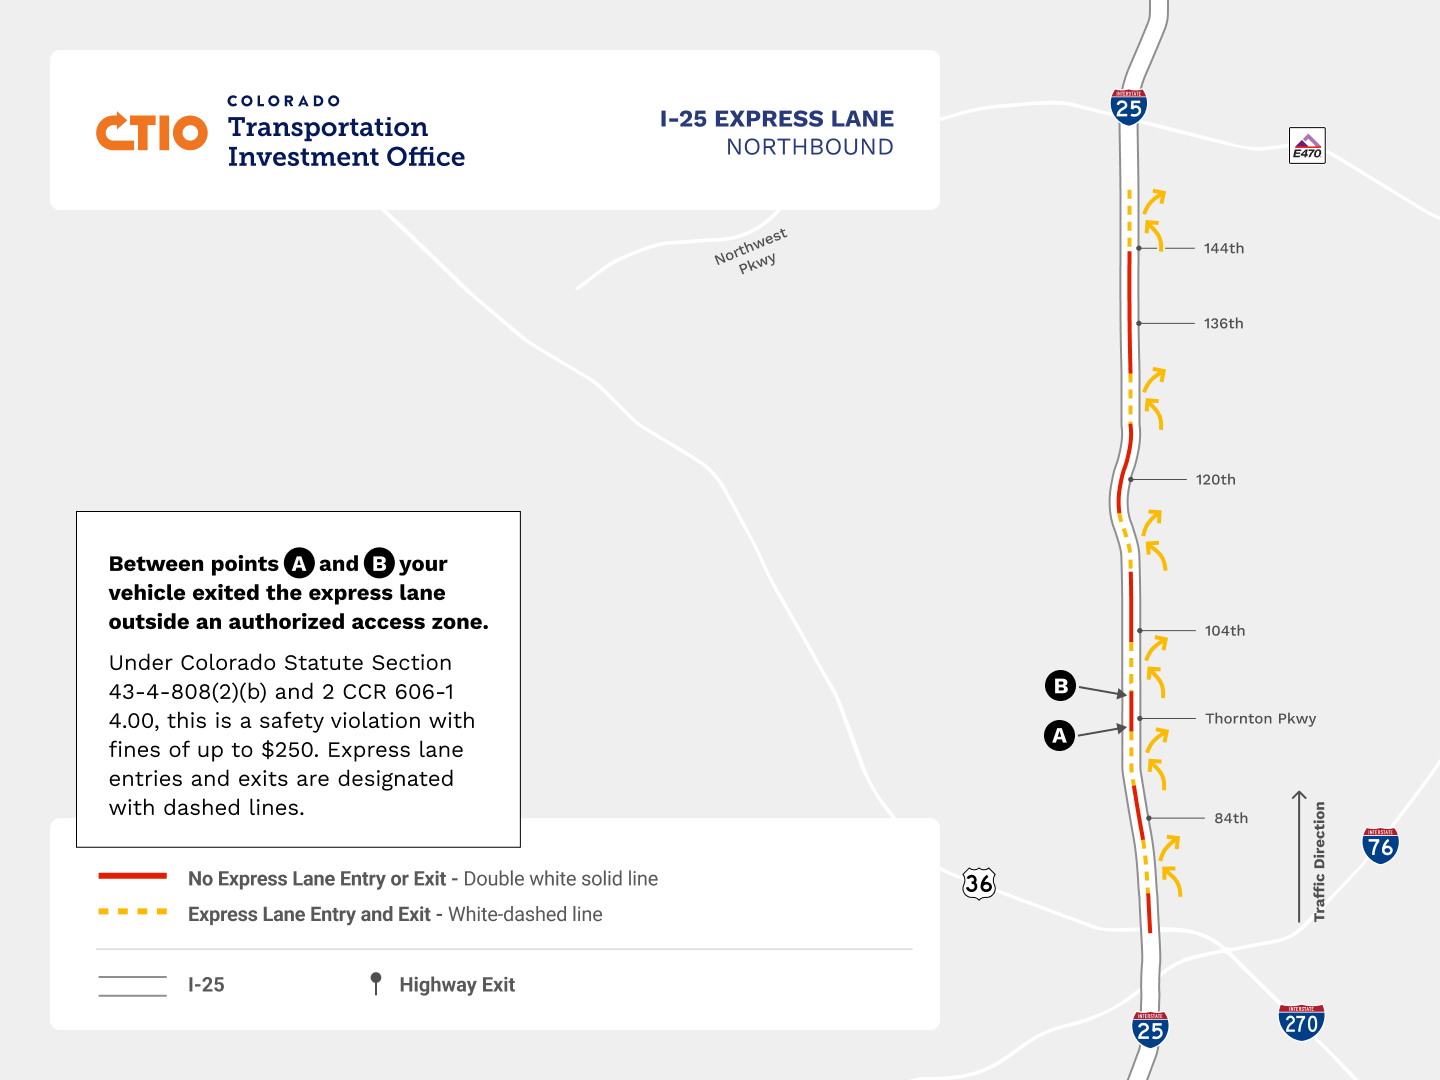 COLORADO
CTIO
Transportation
Investment Office
I-25 EXPRESS LANE
NORTHBOUND
INTERSTATE
25
E470
Northwest
Pkwy
144th
136th
120th
Between points A and B your
vehicle exited the express lane
outside an authorized access zone.
Under Colorado Statute Section
43-4-808(2)(b) and 2 CCR 606-1
4.00, this is a safety violation with
fines of up to $250. Express lane
entries and exits are designated
with dashed lines.
104th
B
Thornton Pkwy
A
84th
Traffic Direction
INTERSTATE
76
36
No Express Lane Entry or Exit - Double white solid line
Express Lane Entry and Exit - White-dashed line
I-25
Highway Exit
INTERSTATE
25
INTERSTATE
270